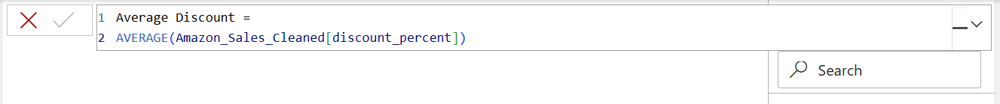 1 Average Discount =
2 AVERAGE(Amazon_Sales_Cleaned[discount_percent])
Search